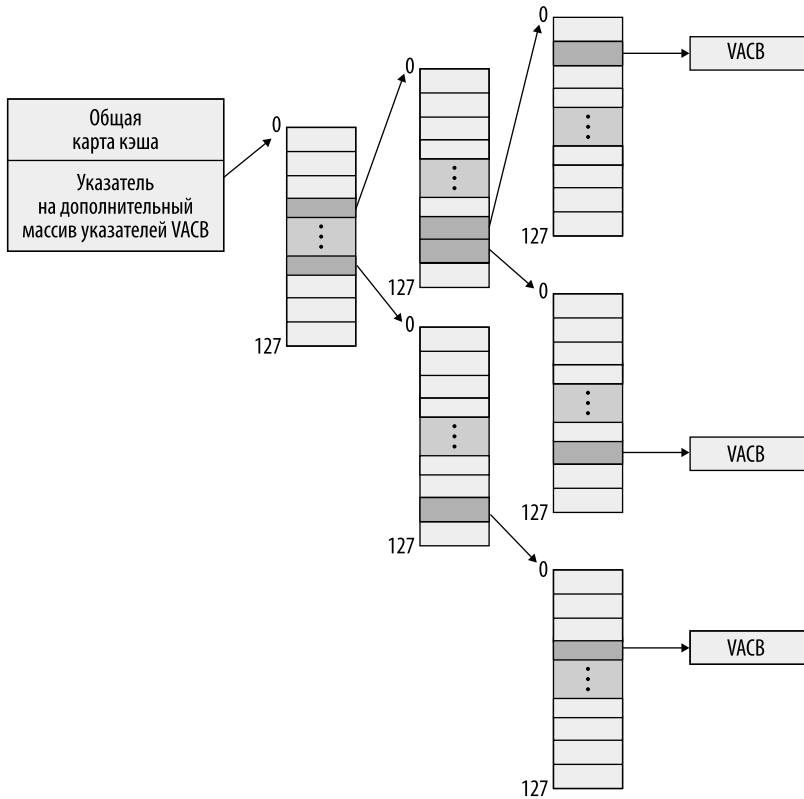 Общая
карта кэша
Указатель
на дополнительный
массив указателей VACB
0
127
0
127
0
127
0
127
VACB
0
127
VACB
0
127
VACB